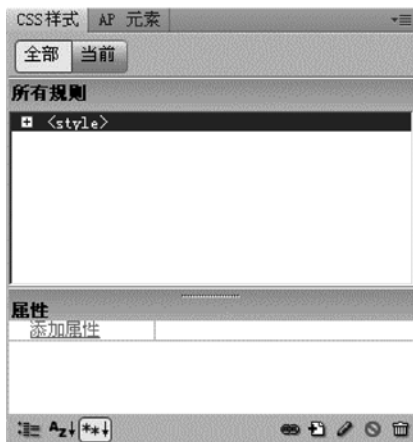 CSS样式 AP 元素
全部 当前
所有规则
<style>
属性
添加属性
AZ↓ **↓